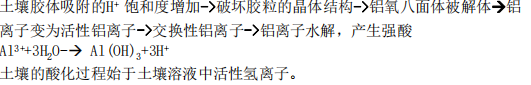 土壤胶体吸附的H⁺ 饱和度增加→破坏胶粒的晶体结构→铝氧八面体被解体→铝
离子变为活性铝离子→交换性铝离子→铝离子水解，产生强酸
Al³⁺+3H₂O-→ Al(OH)₃+3H⁺
土壤的酸化过程始于土壤溶液中活性氢离子。